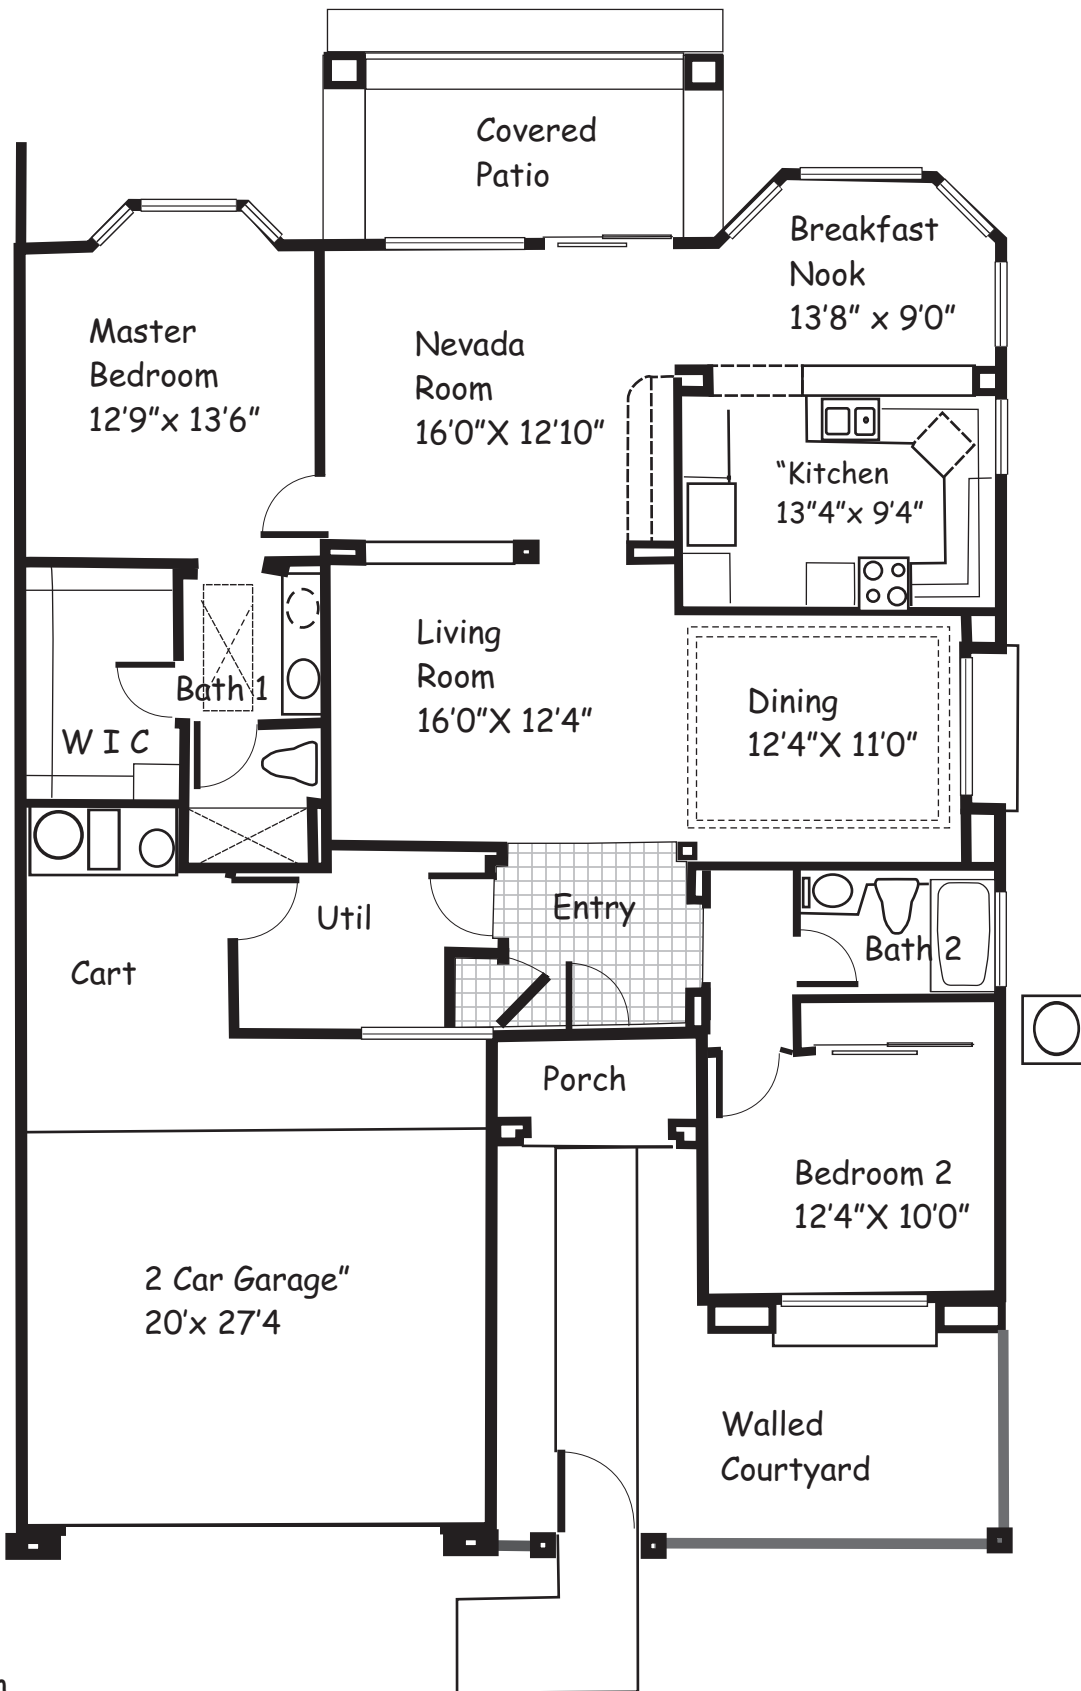 Covered
Patio
Breakfast
Nook
13'8" x 9'0"
Master
Bedroom
12'9"x 13'6"
Nevada
Room
16'0"X 12'10"
"Kitchen
13"4"x 9'4"
Living
Room
16'0"X 12'4"
Bath 1
W I C
Dining
12'4"X 11'0"
Util
Entry
Bath 2
Cart
Porch
Bedroom 2
12'4"X 10'0"
2 Car Garage"
20'x 27'4
Walled
Courtyard